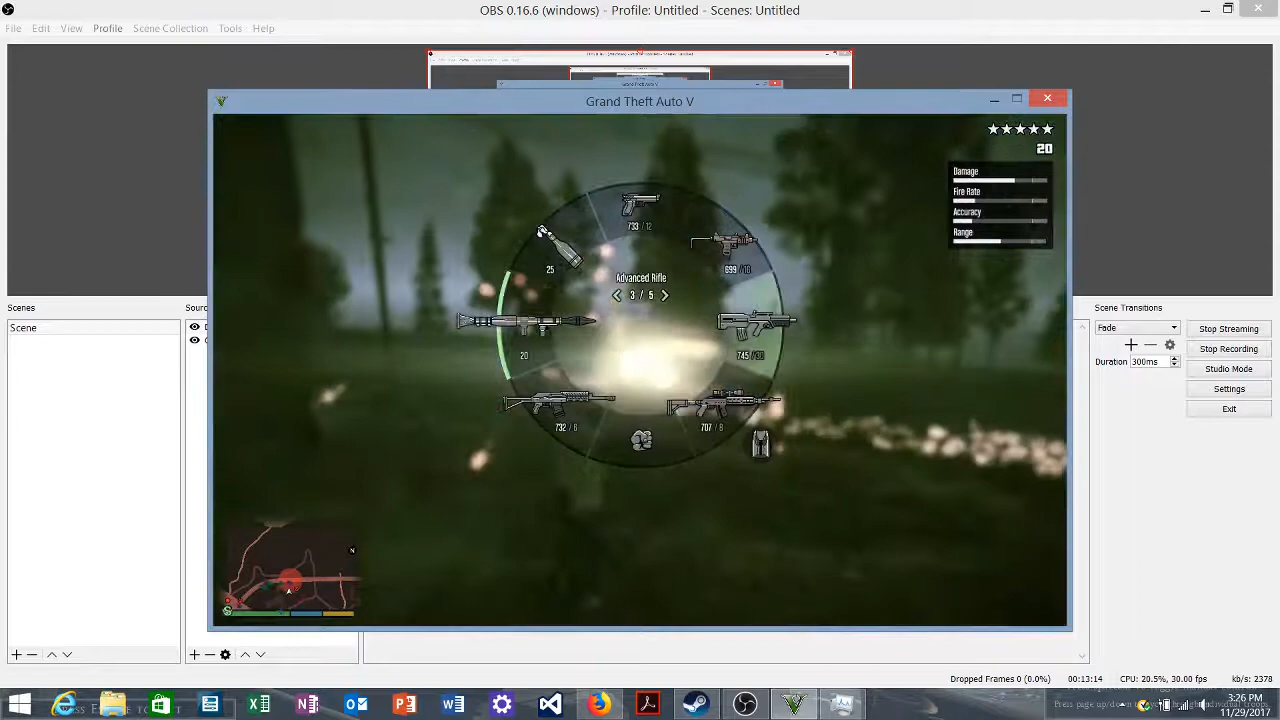 OBS 0.16.6 (windows) - Profile: Untitled - Scenes: Untitled
File Edit View Profile Scene Collection Tools Help
Grand Theft Auto V
20
Damage
Fire Rate
Accuracy
Range
733 / 12
25
699 / 16
Advanced Rifle
3 / 5
20
745 / 30
732 / 6
707 / 8
N
Scenes
Scene
Sour
Scene Transitions
Fade
Duration 300ms
Stop Streaming
Stop Recording
Studio Mode
Settings
Exit
Dropped Frames 0 (0.0%) 00:13:14 CPU: 20.5%, 30.00 fps kb/s: 2378
3:26 PM
11/29/2017